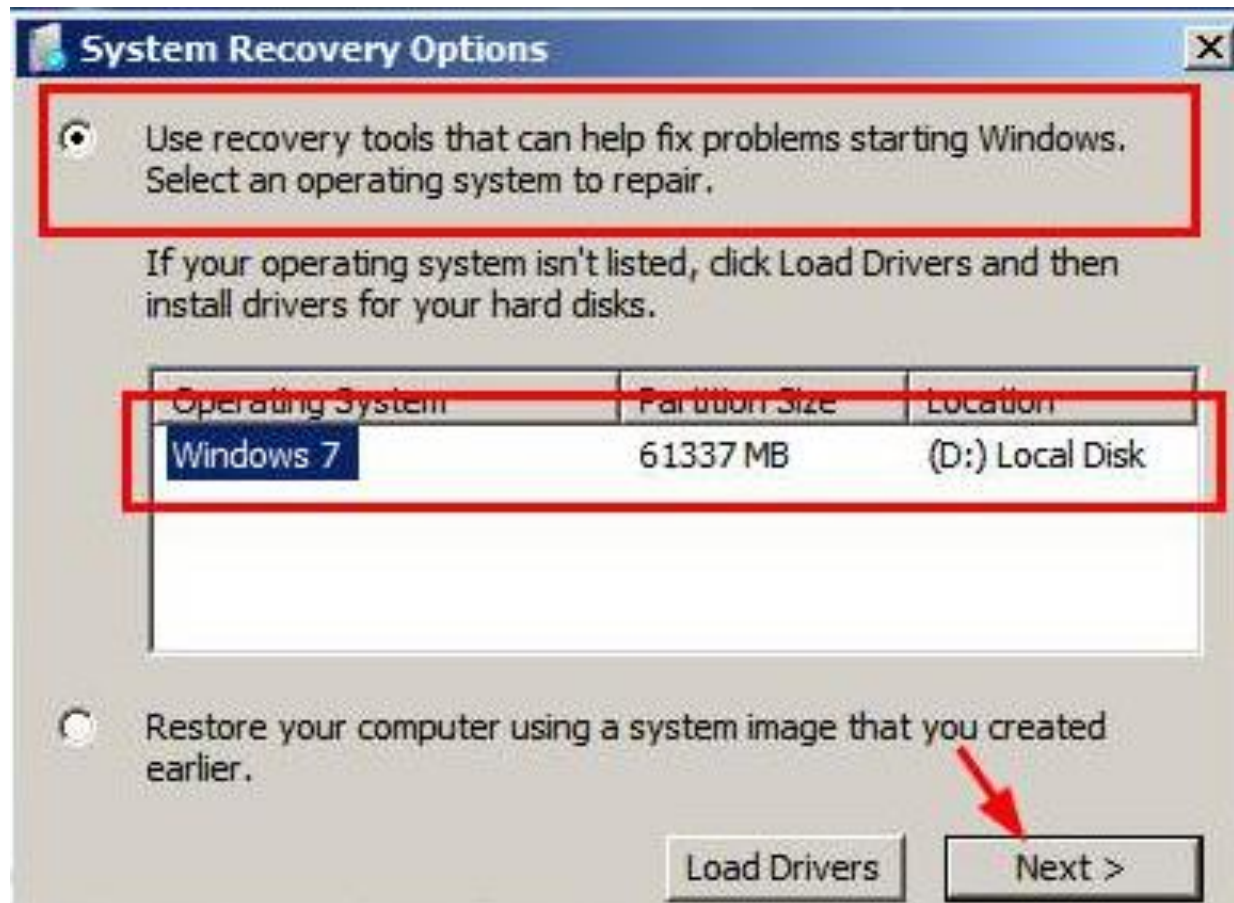 System Recovery Options
Use recovery tools that can help fix problems starting Windows.
Select an operating system to repair.
If your operating system isn't listed, click Load Drivers and then
install drivers for your hard disks.
Operating System Partition Size Location
Windows 7 61337 MB (D:) Local Disk
Restore your computer using a system image that you created
earlier.
Load Drivers Next >